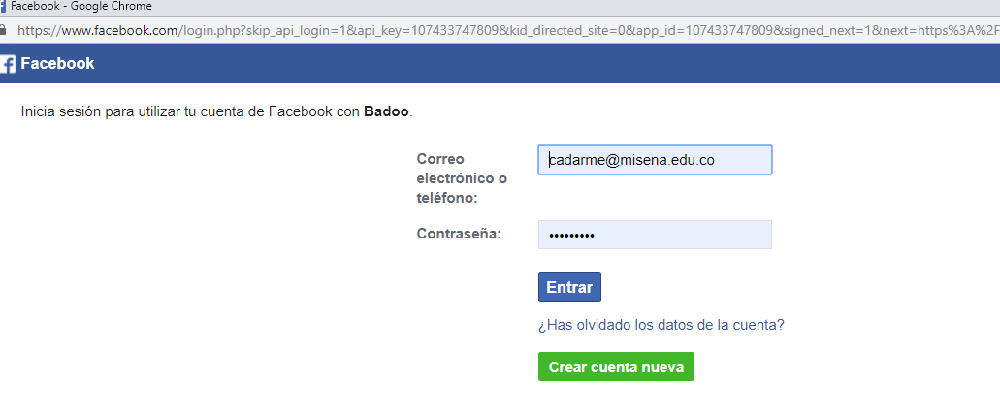 Facebook - Google Chrome
https://www.facebook.com/login.php?skip_api_login=1&api_key=107433747809&kid_directed_site=0&app_id=107433747809&signed_next=1&next=https%3A%2F
Facebook
Inicia sesión para utilizar tu cuenta de Facebook con Badoo.
Correo
electrónico o
teléfono:
cadarme@misena.edu.co
Contraseña:
•••••••••
Entrar
¿Has olvidado los datos de la cuenta?
Crear cuenta nueva